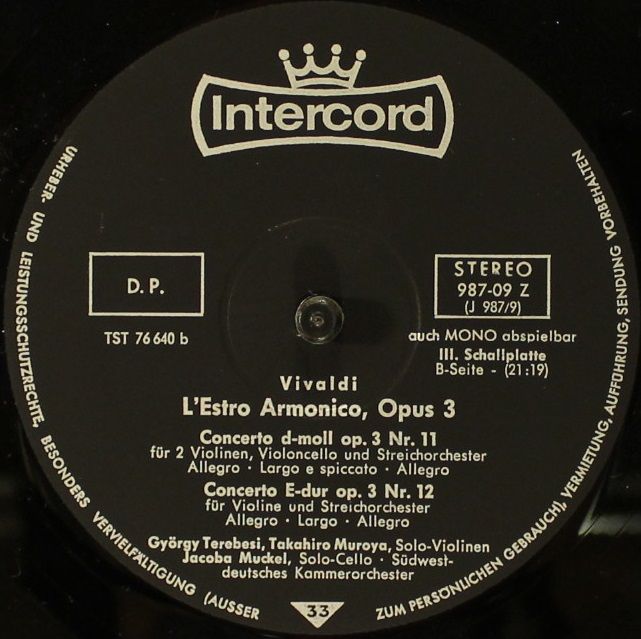 Intercord
D. P.
TST 76 640 b
STEREO
987-09 Z
(J 987/9)
auch MONO abspielbar
III. Schallplatte
B-Seite - (21:19)
Vivaldi
L'Estro Armonico, Opus 3
Concerto d-moll op. 3 Nr. 11
für 2 Violinen, Violoncello und Streichorchester
Allegro · Largo e spiccato · Allegro
Concerto E-dur op. 3 Nr. 12
für Violine und Streichorchester
Allegro · Largo · Allegro
György Terebesi, Takahiro Muroya, Solo-Violinen
Jacoba Muckel, Solo-Cello · Südwest-
deutsches Kammerorchester
33
URHEBER- UND LEISTUNGSSCHUTZRECHTE, BESONDERS VERVIELFÄLTIGUNG (AUSSER ZUM PERSÖNLICHEN GEBRAUCH), VERMIETUNG, AUFFÜHRUNG, SENDUNG VORBEHALTEN